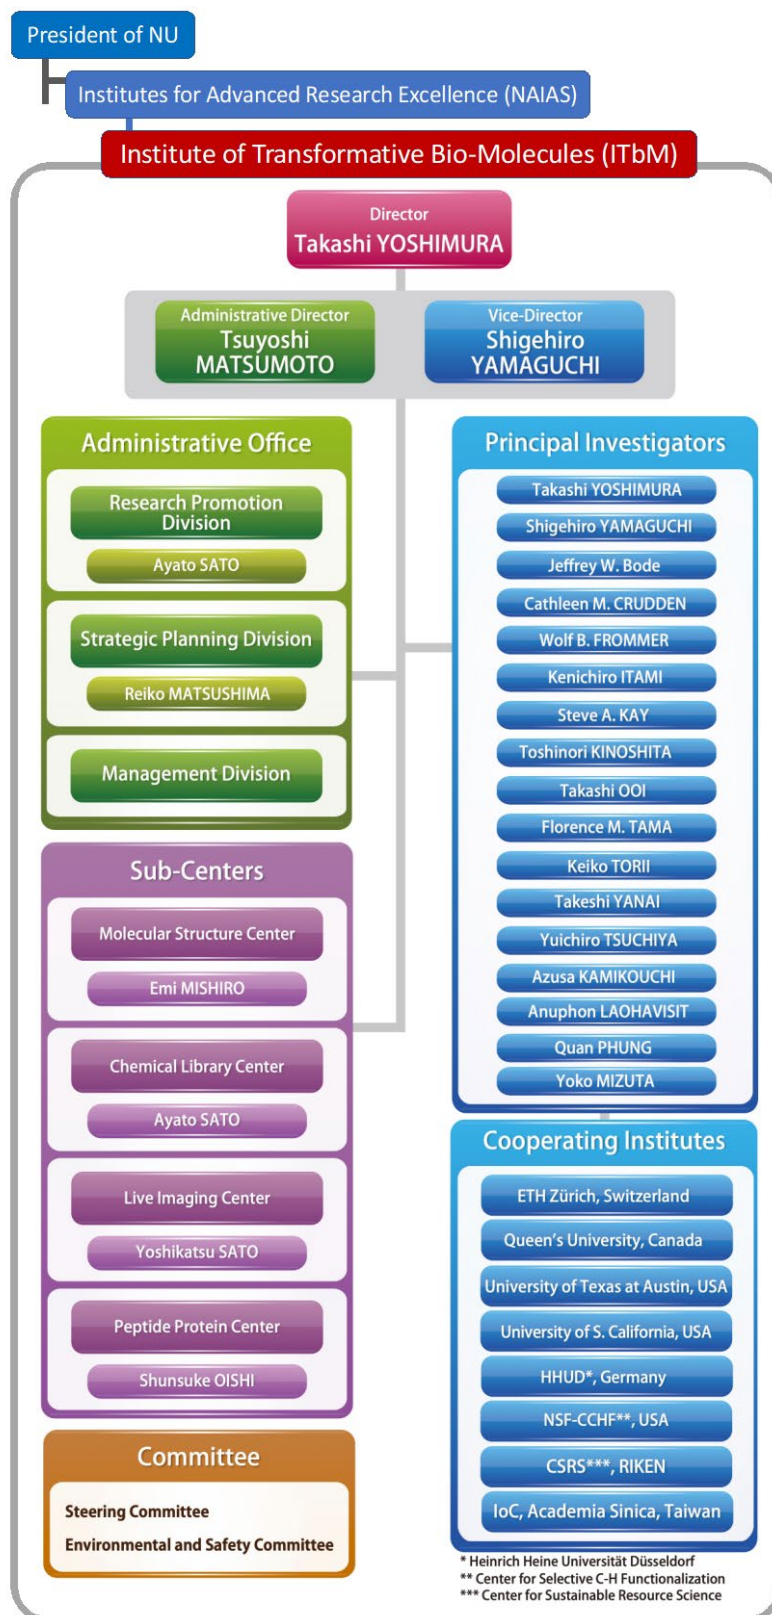 President of NU
Institutes for Advanced Research Excellence (NAIAS)
Institute of Transformative Bio-Molecules (ITbM)
Director
Takashi YOSHIMURA
Administrative Director
Tsuyoshi
MATSUMOTO
Vice-Director
Shigehiro
YAMAGUCHI
Administrative Office
Research Promotion
Division
Ayato SATO
Strategic Planning Division
Reiko MATSUSHIMA
Management Division
Sub-Centers
Molecular Structure Center
Emi MISHIRO
Chemical Library Center
Ayato SATO
Live Imaging Center
Yoshikatsu SATO
Peptide Protein Center
Shunsuke OISHI
Committee
Steering Committee
Environmental and Safety Committee
Principal Investigators
Takashi YOSHIMURA
Shigehiro YAMAGUCHI
Jeffrey W. Bode
Cathleen M. CRUDDEN
Wolf B. FROMMER
Kenichiro ITAMI
Steve A. KAY
Toshinori KINOSHITA
Takashi OOI
Florence M. TAMA
Keiko TORII
Takeshi YANAI
Yuichiro TSUCHIYA
Azusa KAMIKOUCHI
Anuphon LAOHAVISIT
Quan PHUNG
Yoko MIZUTA
Cooperating Institutes
ETH Zürich, Switzerland
Queen's University, Canada
University of Texas at Austin, USA
University of S. California, USA
HHUD*, Germany
NSF-CCHF**, USA
CSRS***, RIKEN
IoC, Academia Sinica, Taiwan
* Heinrich Heine Universität Düsseldorf
** Center for Selective C-H Functionalization
*** Center for Sustainable Resource Science